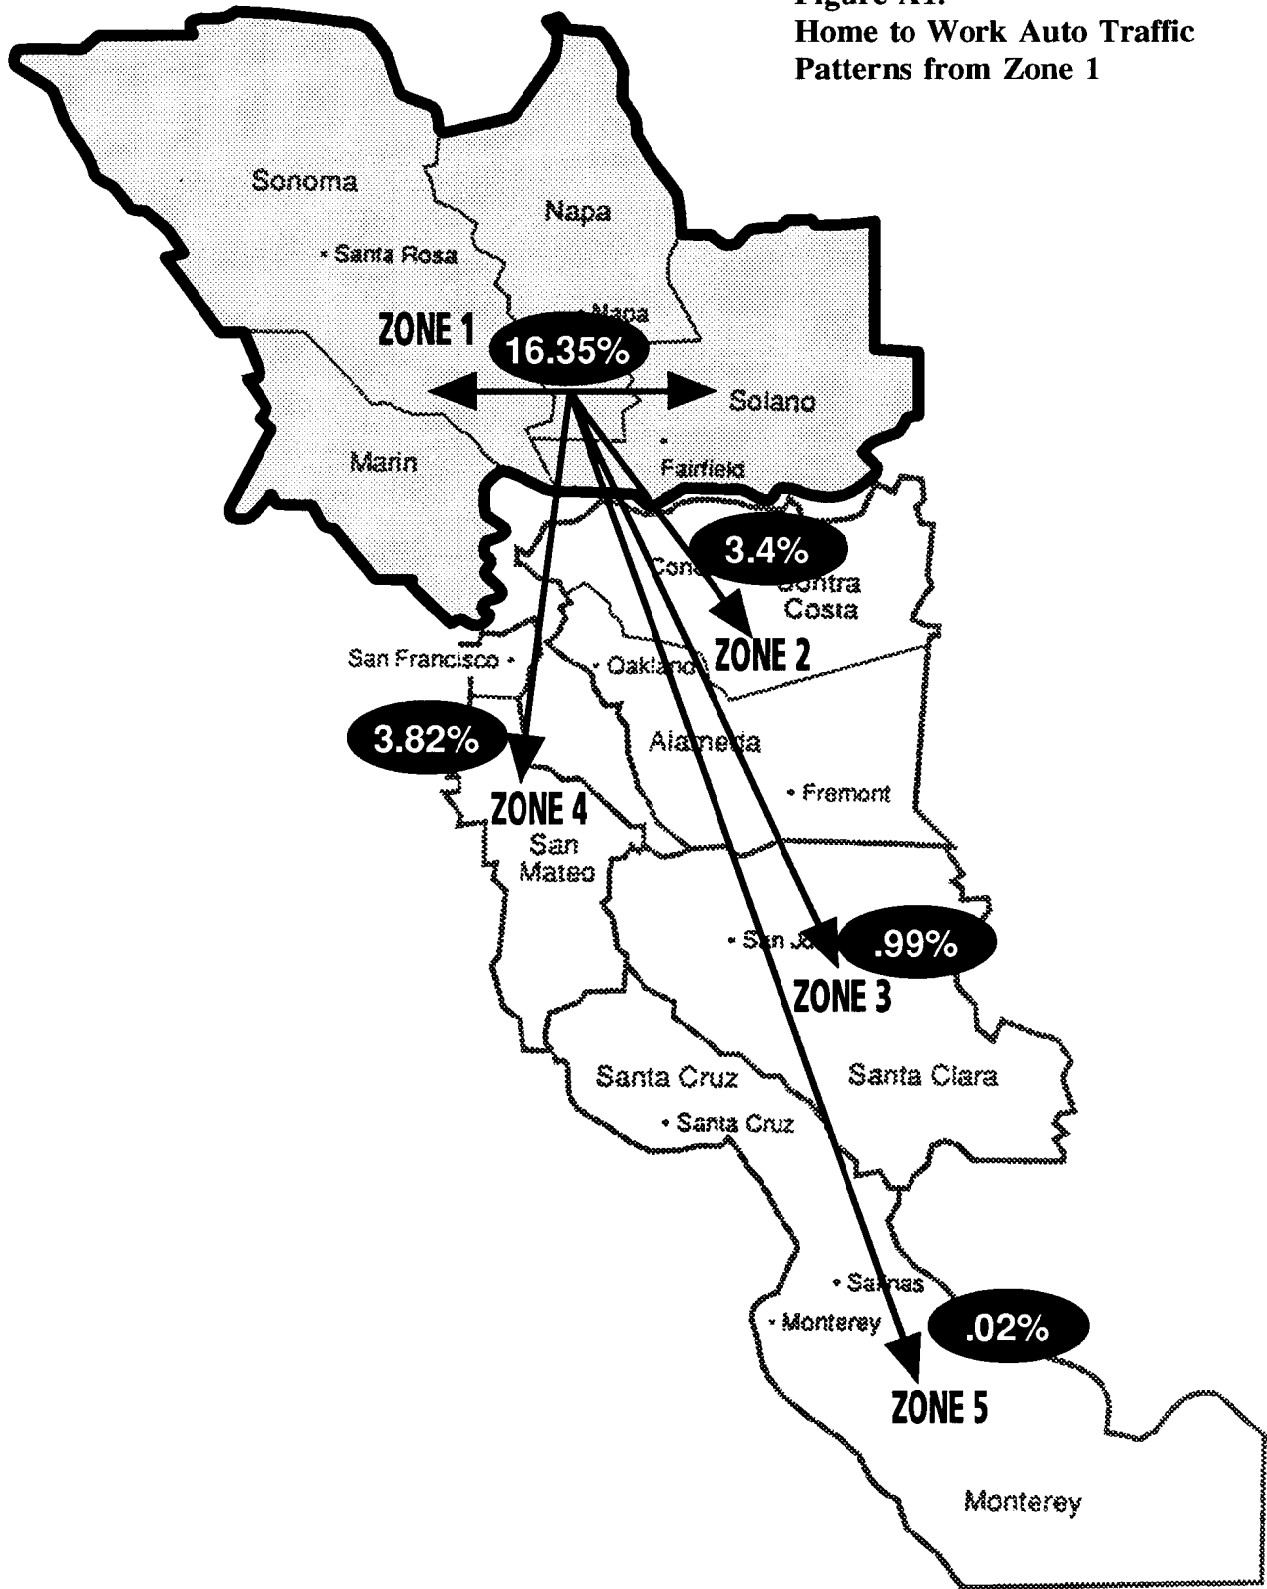 Home to Work Auto Traffic
Patterns from Zone 1
Sonoma
Napa
Santa Rosa
Napa
ZONE 1
16.35%
Solano
Marin
Fairfield
3.4%
Contra
Costa
San Francisco
Oakland
ZONE 2
3.82%
Alameda
Fremont
ZONE 4
San
Mateo
.99%
ZONE 3
Santa Cruz
Santa Clara
Santa Cruz
Salinas
Monterey
.02%
ZONE 5
Monterey